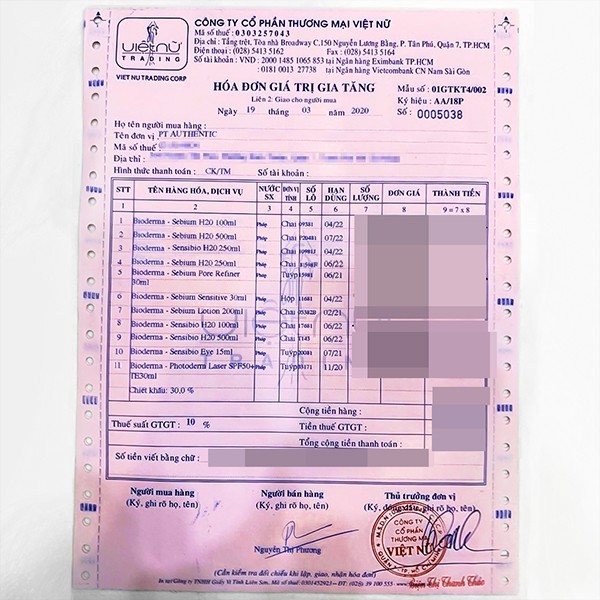 VIỆT NỮ
TRADING
VIET NU TRADING CORP
CÔNG TY CỔ PHẦN THƯƠNG MẠI VIỆT NỮ
Mã số thuế : 0303257043
Địa chỉ : Tầng trệt, Tòa nhà Broadway C.150 Nguyễn Lương Bằng, P. Tân Phú, Quận 7, TP.HCM
Điện thoại : (028) 5413 5162 Fax : (028) 5413 5164
Số tài khoản : VND : 2000 1485 1065 853 tại Ngân hàng Eximbank TP.HCM
: 0181 0013 27738 tại Ngân hàng Vietcombank CN Nam Sài Gòn
HÓA ĐƠN GIÁ TRỊ GIA TĂNG
Liên 2: Giao cho người mua
Ngày 19 tháng 03 năm 2020
Mẫu số : 01GTKT4/002
Ký hiệu : AA/18P
Số : 0005038
Họ tên người mua hàng :
Tên đơn vị : PT AUTHENTIC
Mã số thuế :
Địa chỉ :
Hình thức thanh toán : CK/TM Số tài khoản :
STT TÊN HÀNG HÓA, DỊCH VỤ NƯỚC SX ĐƠN VỊ TÍNH SỐ LÔ HẠN DÙNG SỐ LƯỢNG ĐƠN GIÁ THÀNH TIỀN
1 2 3 4 5 6 7 8 9 = 7 x 8
1 Bioderma - Sebium H20 100ml Pháp Chai 04/22
2 Bioderma - Sebium H20 500ml Pháp Chai 07/22
3 Bioderma - Sensibio H20 250ml Pháp Chai 04/22
4 Bioderma - Sebium H20 250ml Pháp Chai 06/22
5 Bioderma - Sebium Pore Refiner Pháp Tuýp 06/21
30ml
6 Bioderma - Sebium Sensitive 30ml Pháp Hộp 04/22
7 Bioderma - Sebium Lotion 200ml Pháp Chai 02/21
8 Bioderma - Sensibio H20 100ml Pháp Chai 06/22
9 Bioderma - Sensibio H20 500ml Pháp Chai 06/22
10 Bioderma - Sensibio Eye 15ml Pháp Tuýp 07/21
11 Bioderma - Photoderm Laser SPF50+ Pháp Tuýp 11/20
TE30ml
Chiết khấu: 30,0 %
Cộng tiền hàng :
Thuế suất GTGT : 10 % Tiền thuế GTGT :
Tổng cộng tiền thanh toán :
Số tiền viết bằng chữ :
Người mua hàng Người bán hàng Thủ trưởng đơn vị
(Ký, ghi rõ họ, tên) (Ký, ghi rõ họ, tên) (Ký, đóng dấu, ghi rõ họ, tên)
CÔNG TY
CỔ PHẦN
THƯƠNG MẠI
VIỆT NỮ
Nguyễn Thị Phương
Điện Thị Thanh Thảo
(Cần kiểm tra đối chiếu khi lập, giao, nhận hóa đơn)